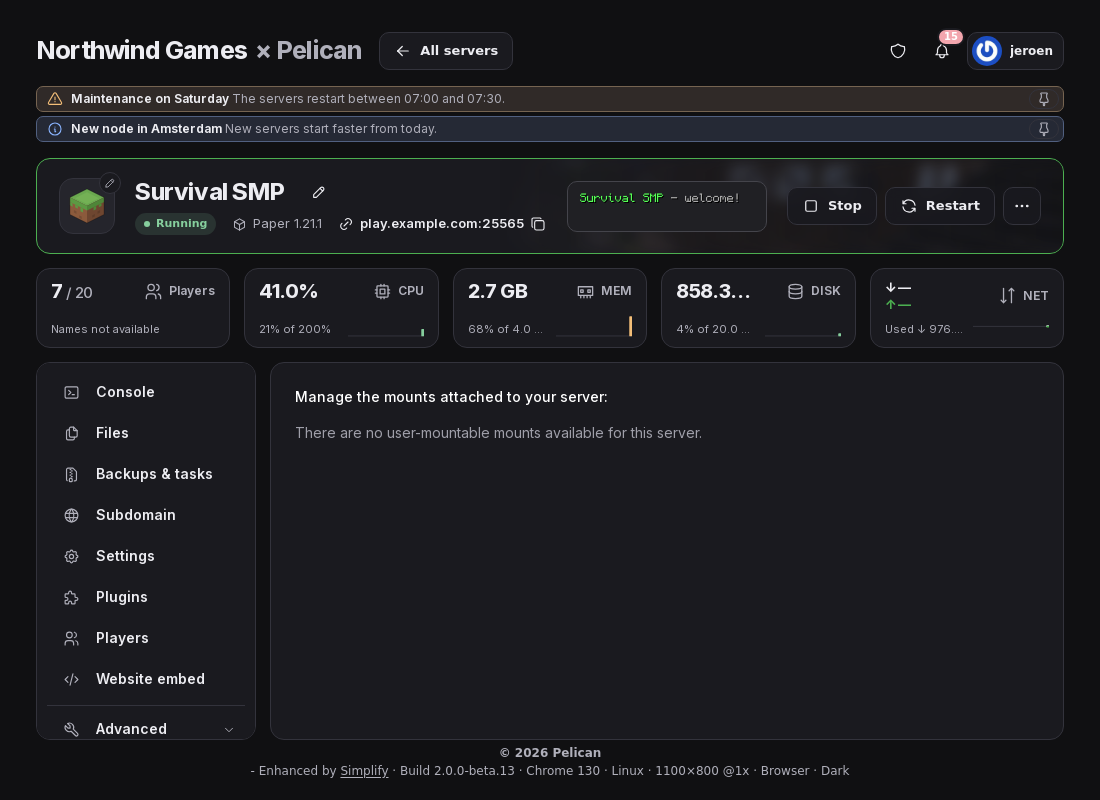 Northwind Games × Pelican
All servers
15
jeroen
Maintenance on Saturday The servers restart between 07:00 and 07:30.
New node in Amsterdam New servers start faster from today.
Survival SMP
Running
Paper 1.21.1
play.example.com:25565
Survival SMP — welcome!
Stop
Restart
7 / 20
Players
Names not available
41.0%
CPU
21% of 200%
2.7 GB
MEM
68% of 4.0 ...
858.3...
DISK
4% of 20.0 ...
↓—
↑—
NET
Used ↓ 976....
Console
Files
Backups & tasks
Subdomain
Settings
Plugins
Players
Website embed
Advanced
Manage the mounts attached to your server:
There are no user-mountable mounts available for this server.
© 2026 Pelican
- Enhanced by Simplify · Build 2.0.0-beta.13 · Chrome 130 · Linux · 1100×800 @1x · Browser · Dark